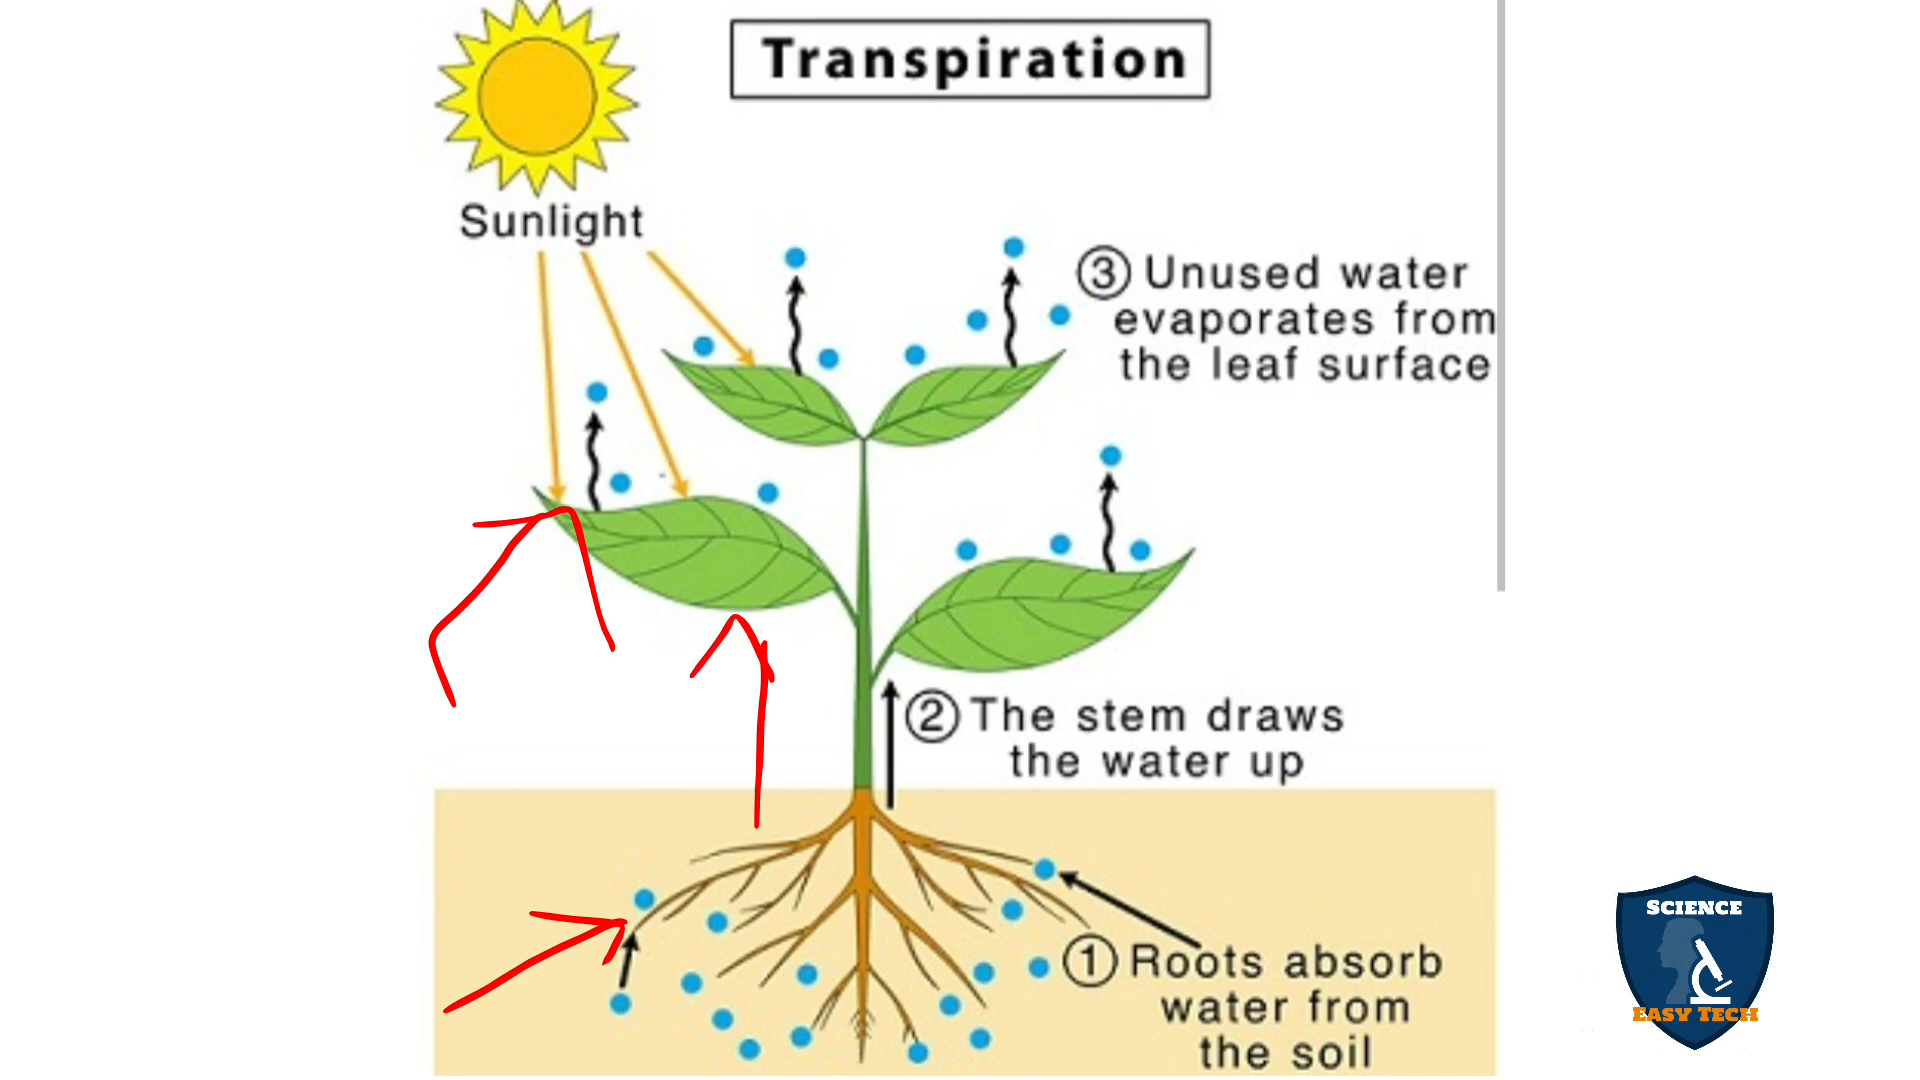 Transpiration
Sunlight
③ Unused water
evaporates from
the leaf surface
② The stem draws
the water up
① Roots absorb
water from
the soil
SCIENCE
EASY TECH